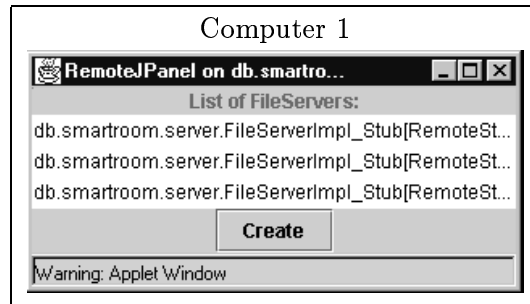 Computer 1
RemoteJPanel on db.smartro...
List of FileServers:
db.smartroom.server.FileServerImpl_Stub[RemoteSt...
db.smartroom.server.FileServerImpl_Stub[RemoteSt...
db.smartroom.server.FileServerImpl_Stub[RemoteSt...
Create
Warning: Applet Window